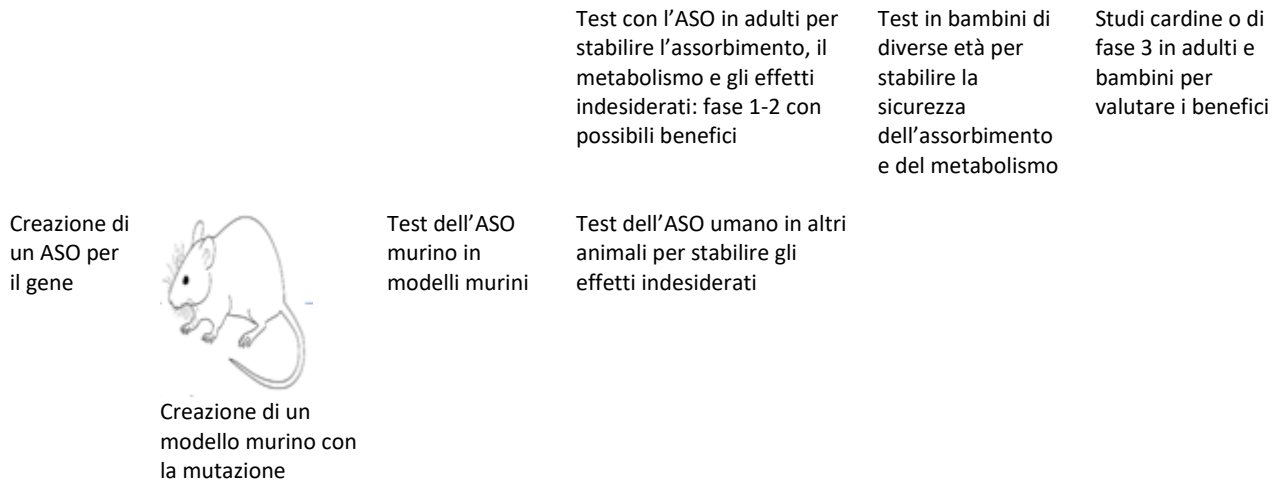 Test con l’ASO in adulti per
stabilire l’assorbimento, il
metabolismo e gli effetti
indesiderati: fase 1-2 con
possibili benefici
Test in bambini di
diverse età per
stabilire la
sicurezza
dell’assorbimento
e del metabolismo
Studi cardine o di
fase 3 in adulti e
bambini per
valutare i benefici
Creazione di
un ASO per
il gene
Creazione di un
modello murino con
la mutazione
Test dell’ASO
murino in
modelli murini
Test dell’ASO umano in altri
animali per stabilire gli
effetti indesiderati